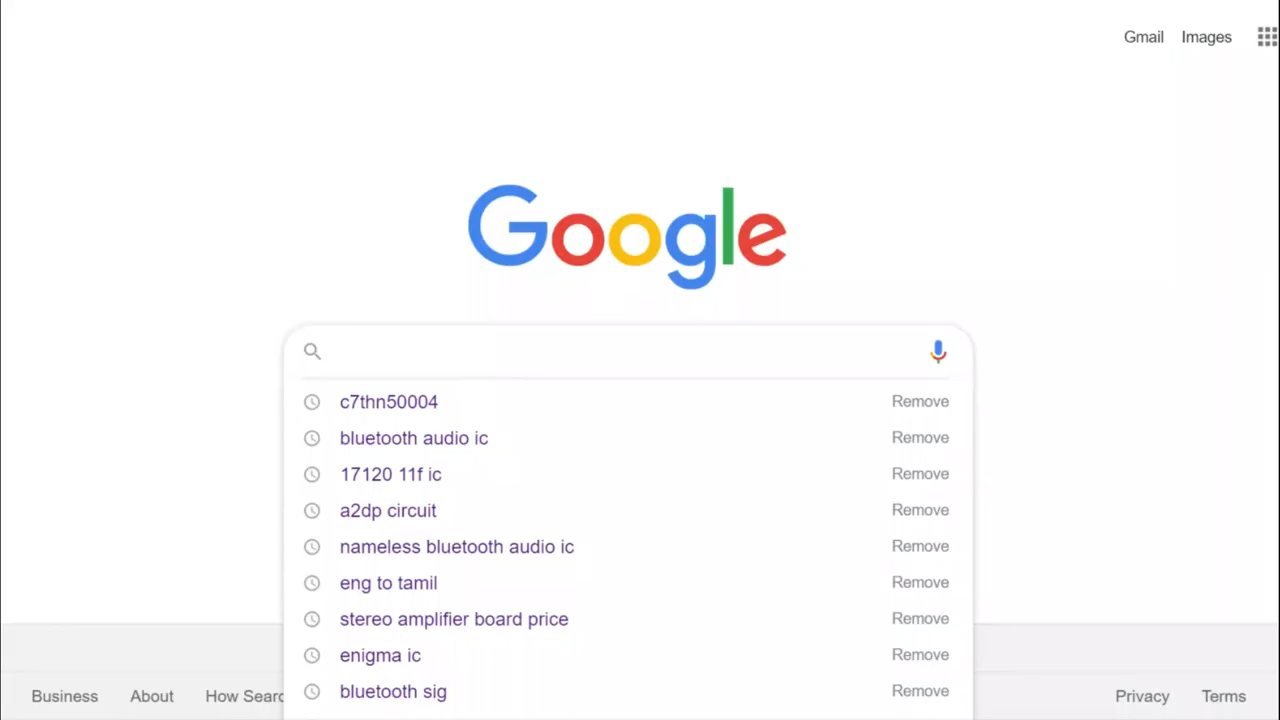 Gmail Images
Google
c7thn50004 Remove
bluetooth audio ic Remove
17120 11f ic Remove
a2dp circuit Remove
nameless bluetooth audio ic Remove
eng to tamil Remove
stereo amplifier board price Remove
enigma ic Remove
bluetooth sig Remove
Business About How Searc Privacy Terms